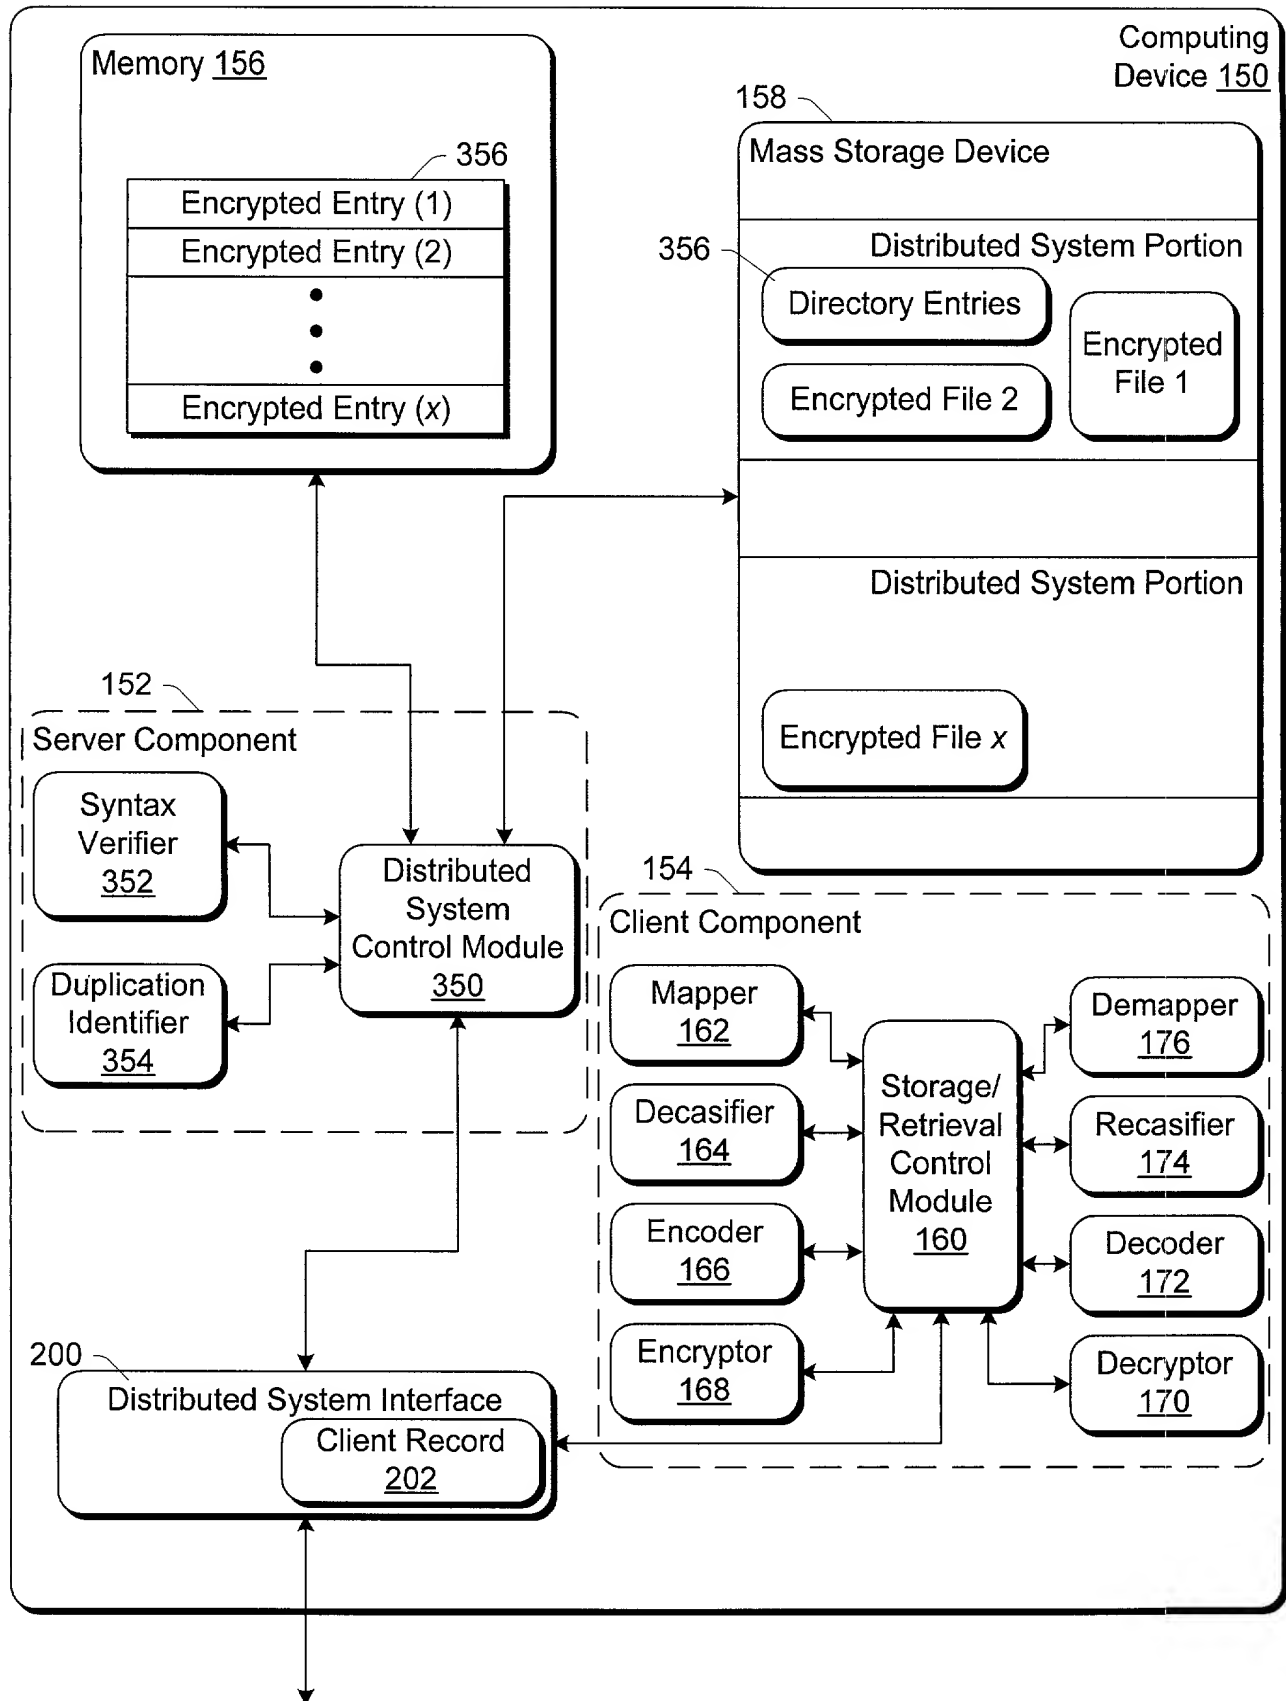 Computing
Device 150
Memory 156
356
Encrypted Entry (1)
Encrypted Entry (2)
Encrypted Entry (x)
158
Mass Storage Device
Distributed System Portion
356
Directory Entries
Encrypted
File 1
Encrypted File 2
Distributed System Portion
Encrypted File x
152
Server Component
Syntax
Verifier
352
Distributed
System
Control Module
350
Duplication
Identifier
354
154
Client Component
Mapper
162
Decasifier
164
Encoder
166
Encryptor
168
Storage/
Retrieval
Control
Module
160
Demapper
176
Recasifier
174
Decoder
172
Decryptor
170
200
Distributed System Interface
Client Record
202